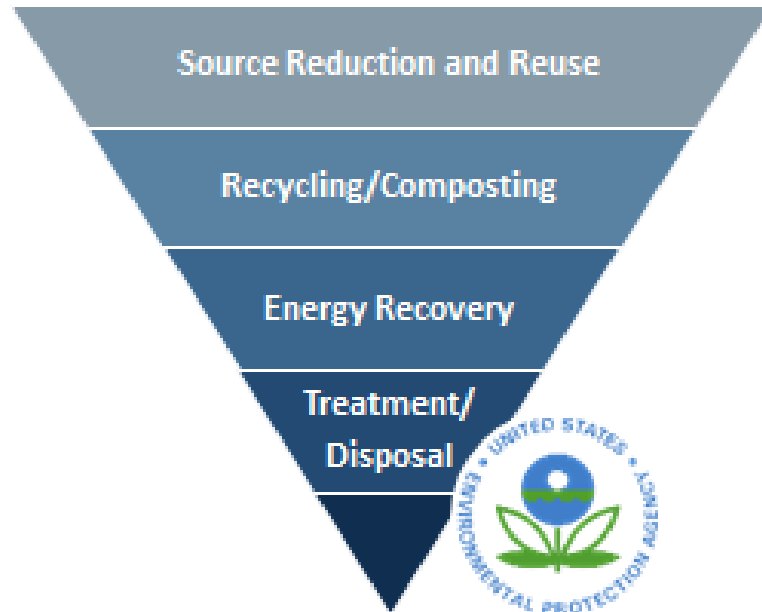 Source Reduction and Reuse
Recycling/Composting
Energy Recovery
Treatment/
Disposal
UNITED STATES
ENVIRONMENTAL PROTECTION AGENCY